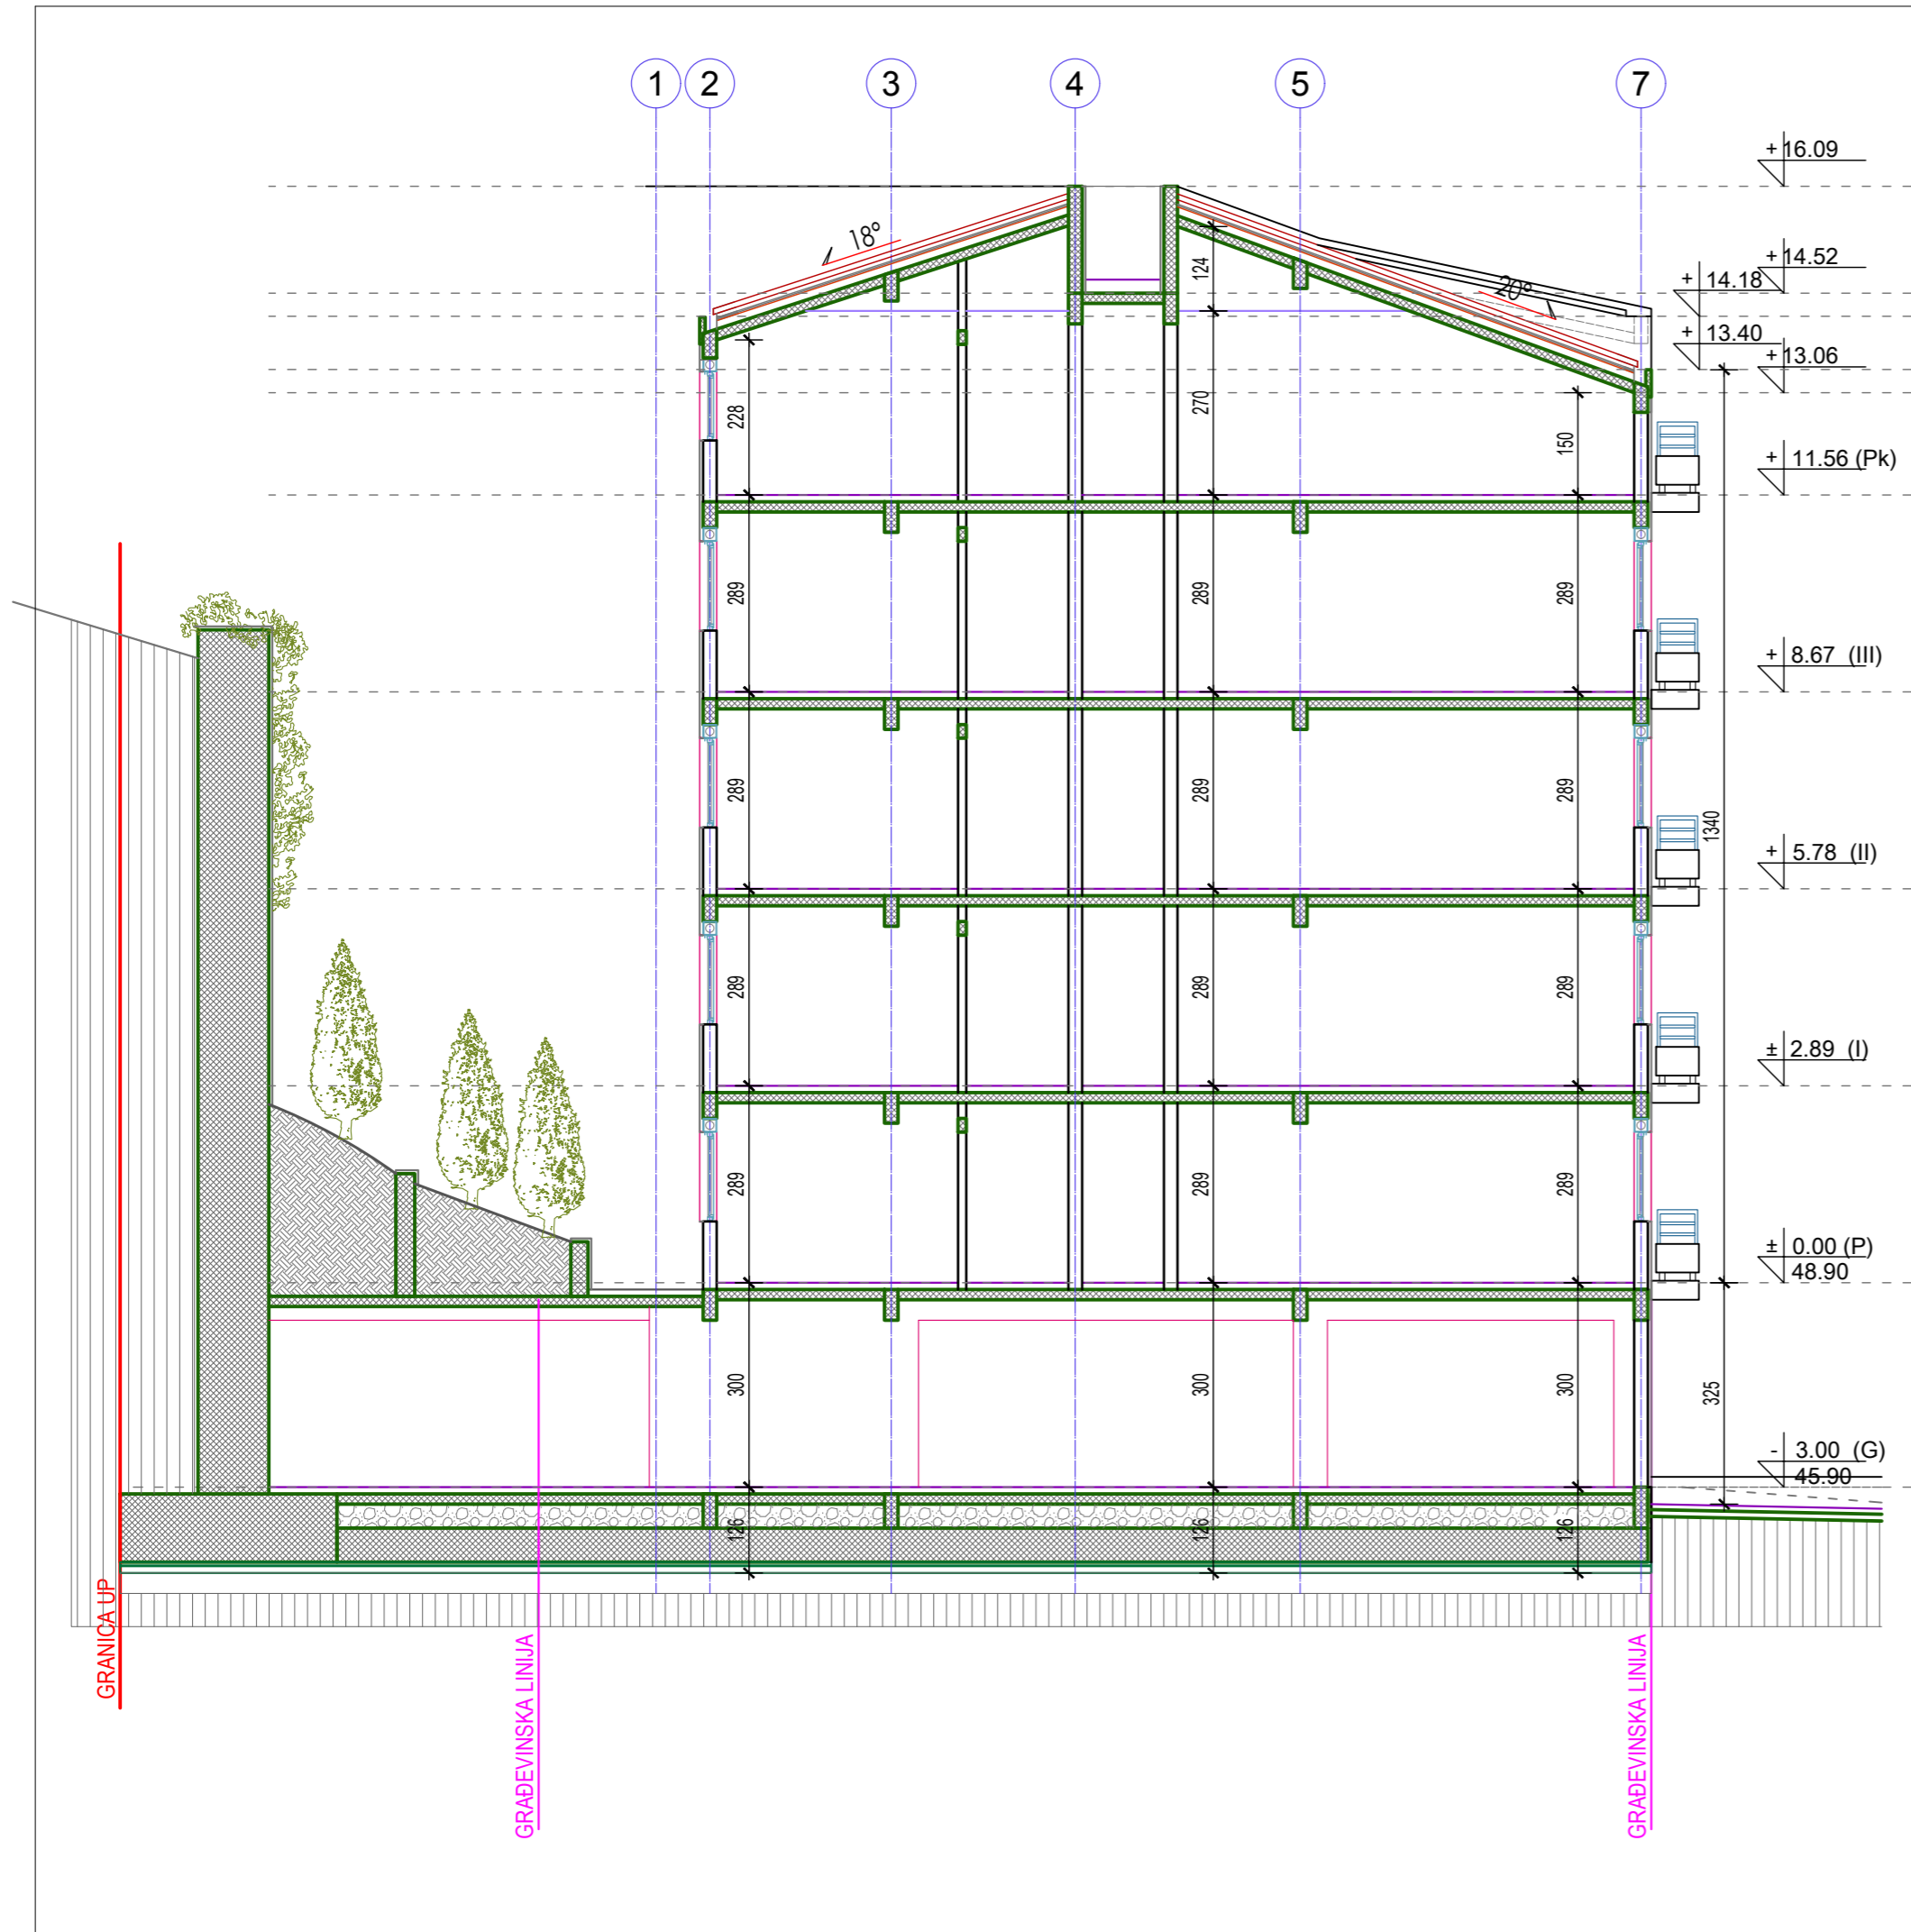 1 2 3 4 5 7
+ 16.09
18°
124
+ 14.52
+ 14.18
20°
+ 13.40
+ 13.06
228
270
150
+ 11.56 (Pk)
289 289 289
+ 8.67 (III)
289 289 289
1340
+ 5.78 (II)
289 289 289
± 2.89 (I)
289 289 289
± 0.00 (P)
48.90
300 300 300
325
- 3.00 (G)
45.90
126 126 126
GRANICA UP
GRAĐEVINSKA LINIJA
GRAĐEVINSKA LINIJA